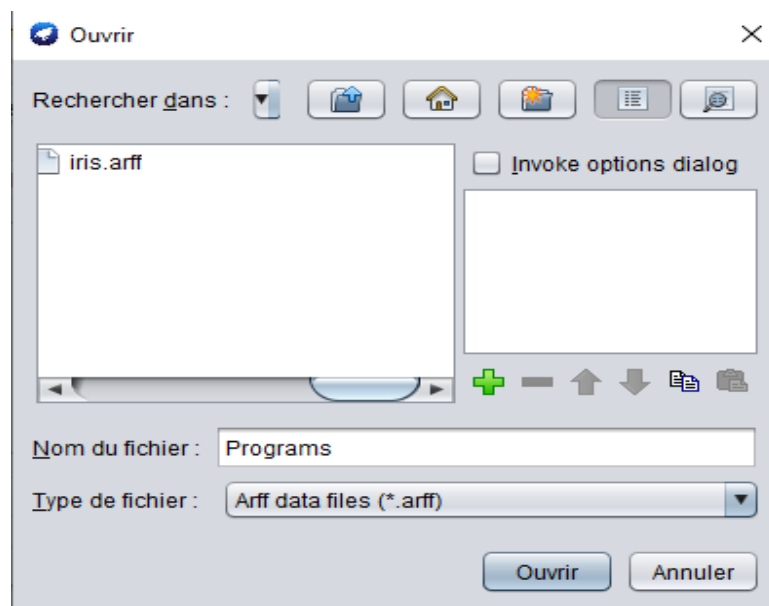 Ouvrir
Rechercher dans :
iris.arff
Invoke options dialog
Nom du fichier : Programs
Type de fichier : Arff data files (*.arff)
Ouvrir Annuler